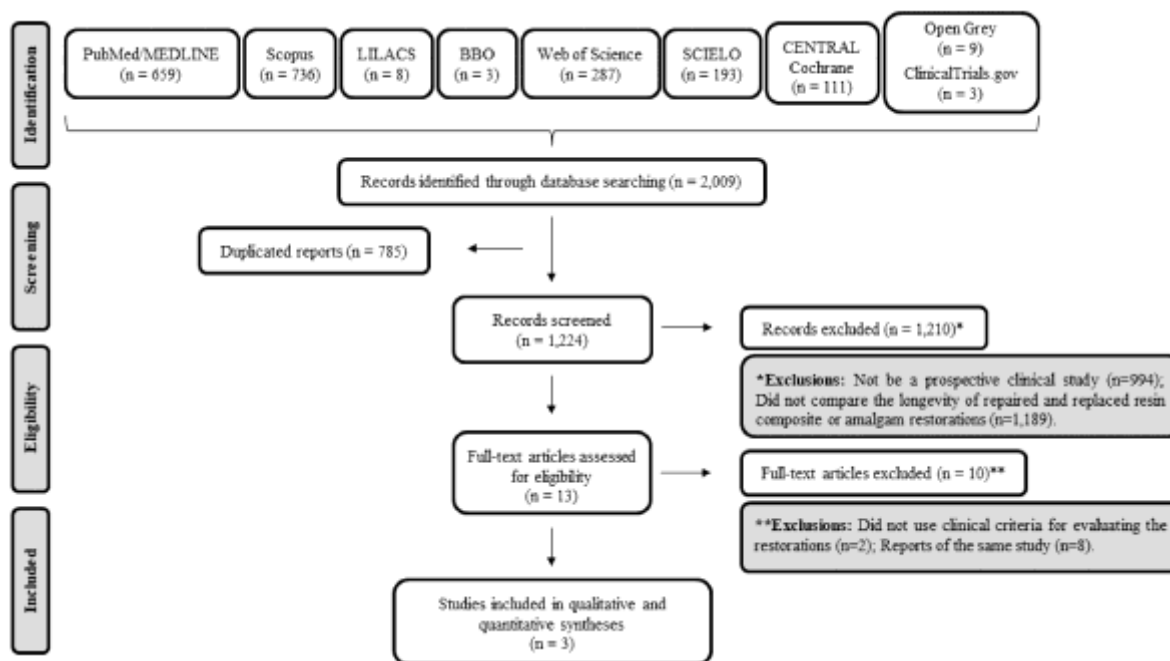 Identification
PubMed/MEDLINE
(n = 659)
Scopus
(n = 736)
LILACS
(n = 8)
BBO
(n = 3)
Web of Science
(n = 287)
SCIELO
(n = 193)
CENTRAL
Cochrane
(n = 111)
Open Grey
(n = 9)
ClinicalTrials.gov
(n = 3)
Records identified through database searching (n = 2,009)
Screening
Duplicated reports (n = 785)
Records screened
(n = 1,224)
Records excluded (n = 1,210)*
Eligibility
*Exclusions: Not be a prospective clinical study (n=994);
Did not compare the longevity of repaired and replaced resin
composite or amalgam restorations (n=1,189).
Full-text articles assessed
for eligibility
(n = 13)
Full-text articles excluded (n = 10)**
Included
**Exclusions: Did not use clinical criteria for evaluating the
restorations (n=2); Reports of the same study (n=8).
Studies included in qualitative and
quantitative syntheses
(n = 3)